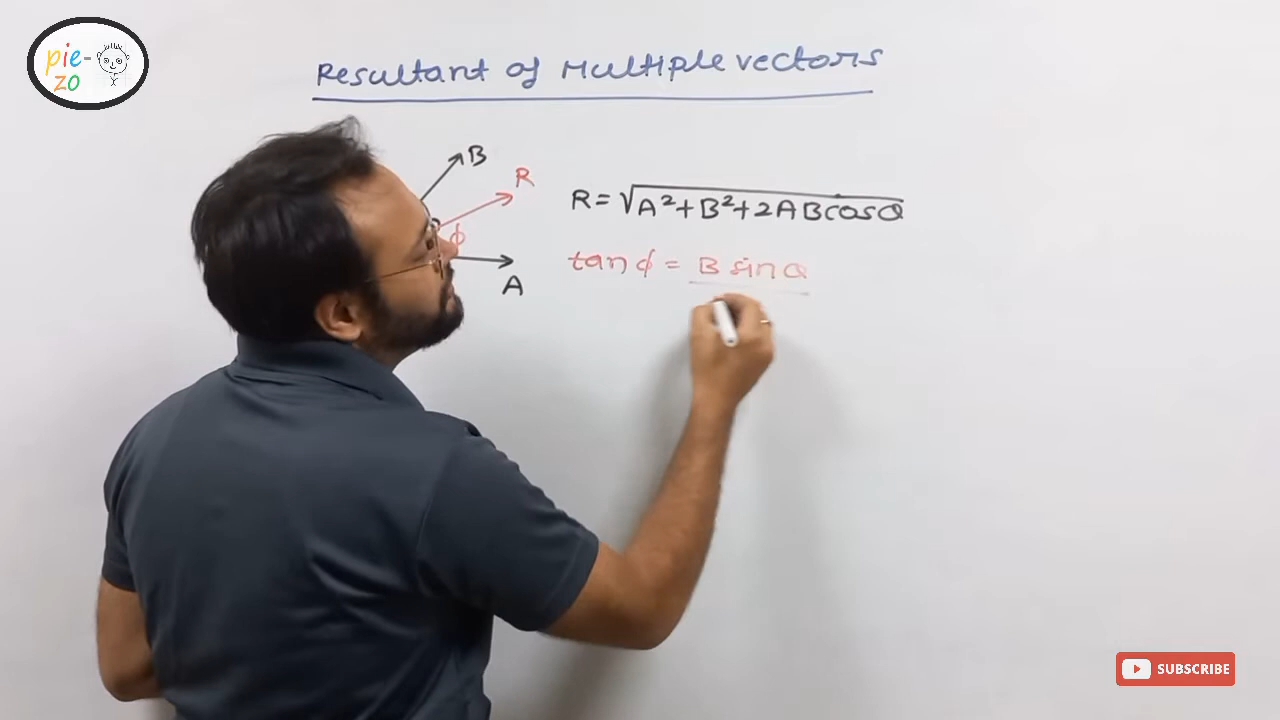 pie-
zo
Resultant of Multiple vectors
B
R
R = √A²+B²+2ABcosθ
ϕ
tan ϕ = B sinθ
A
SUBSCRIBE